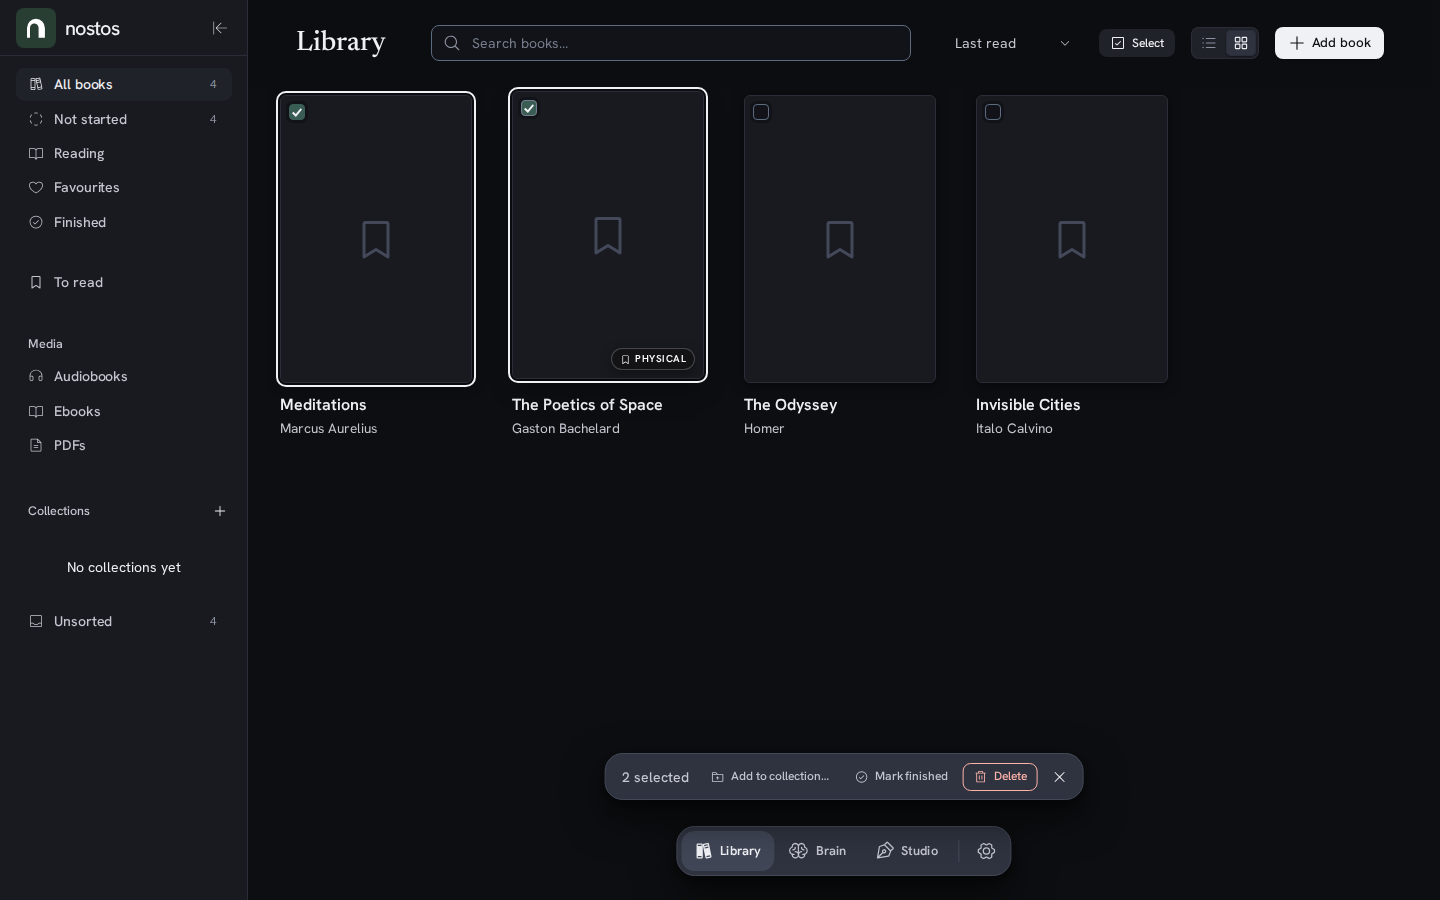 nostos
All books 4
Not started 4
Reading
Favourites
Finished
To read
Media
Audiobooks
Ebooks
PDFs
Collections
No collections yet
Unsorted 4
Library
Search books...
Last read
Select
Add book
PHYSICAL
Meditations
Marcus Aurelius
The Poetics of Space
Gaston Bachelard
The Odyssey
Homer
Invisible Cities
Italo Calvino
2 selected
Add to collection...
Mark finished
Delete
Library
Brain
Studio